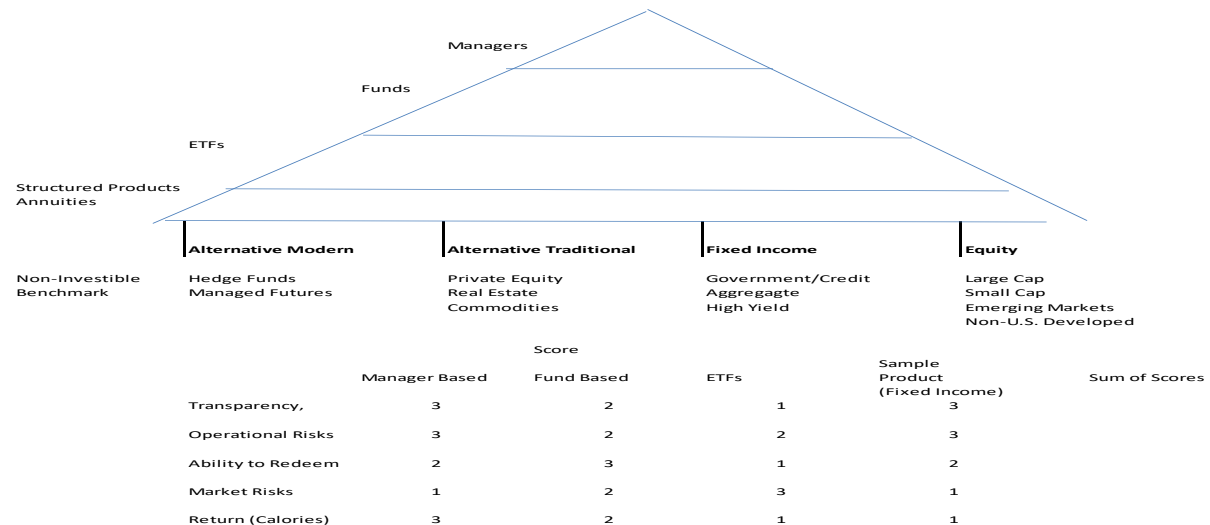 Managers
Funds
ETFs
Structured Products
Annuities
Alternative Modern Alternative Traditional Fixed Income Equity
Non-Investible Hedge Funds Private Equity Government/Credit Large Cap
Benchmark Managed Futures Real Estate Aggregagte Small Cap
Commodities High Yield Emerging Markets
Non-U.S. Developed
Score
Sample
Manager Based Fund Based ETFs Product Sum of Scores
(Fixed Income)
Transparency, 3 2 1 3
Operational Risks 3 2 2 3
Ability to Redeem 2 3 1 2
Market Risks 1 2 3 1
Return (Calories) 3 2 1 1